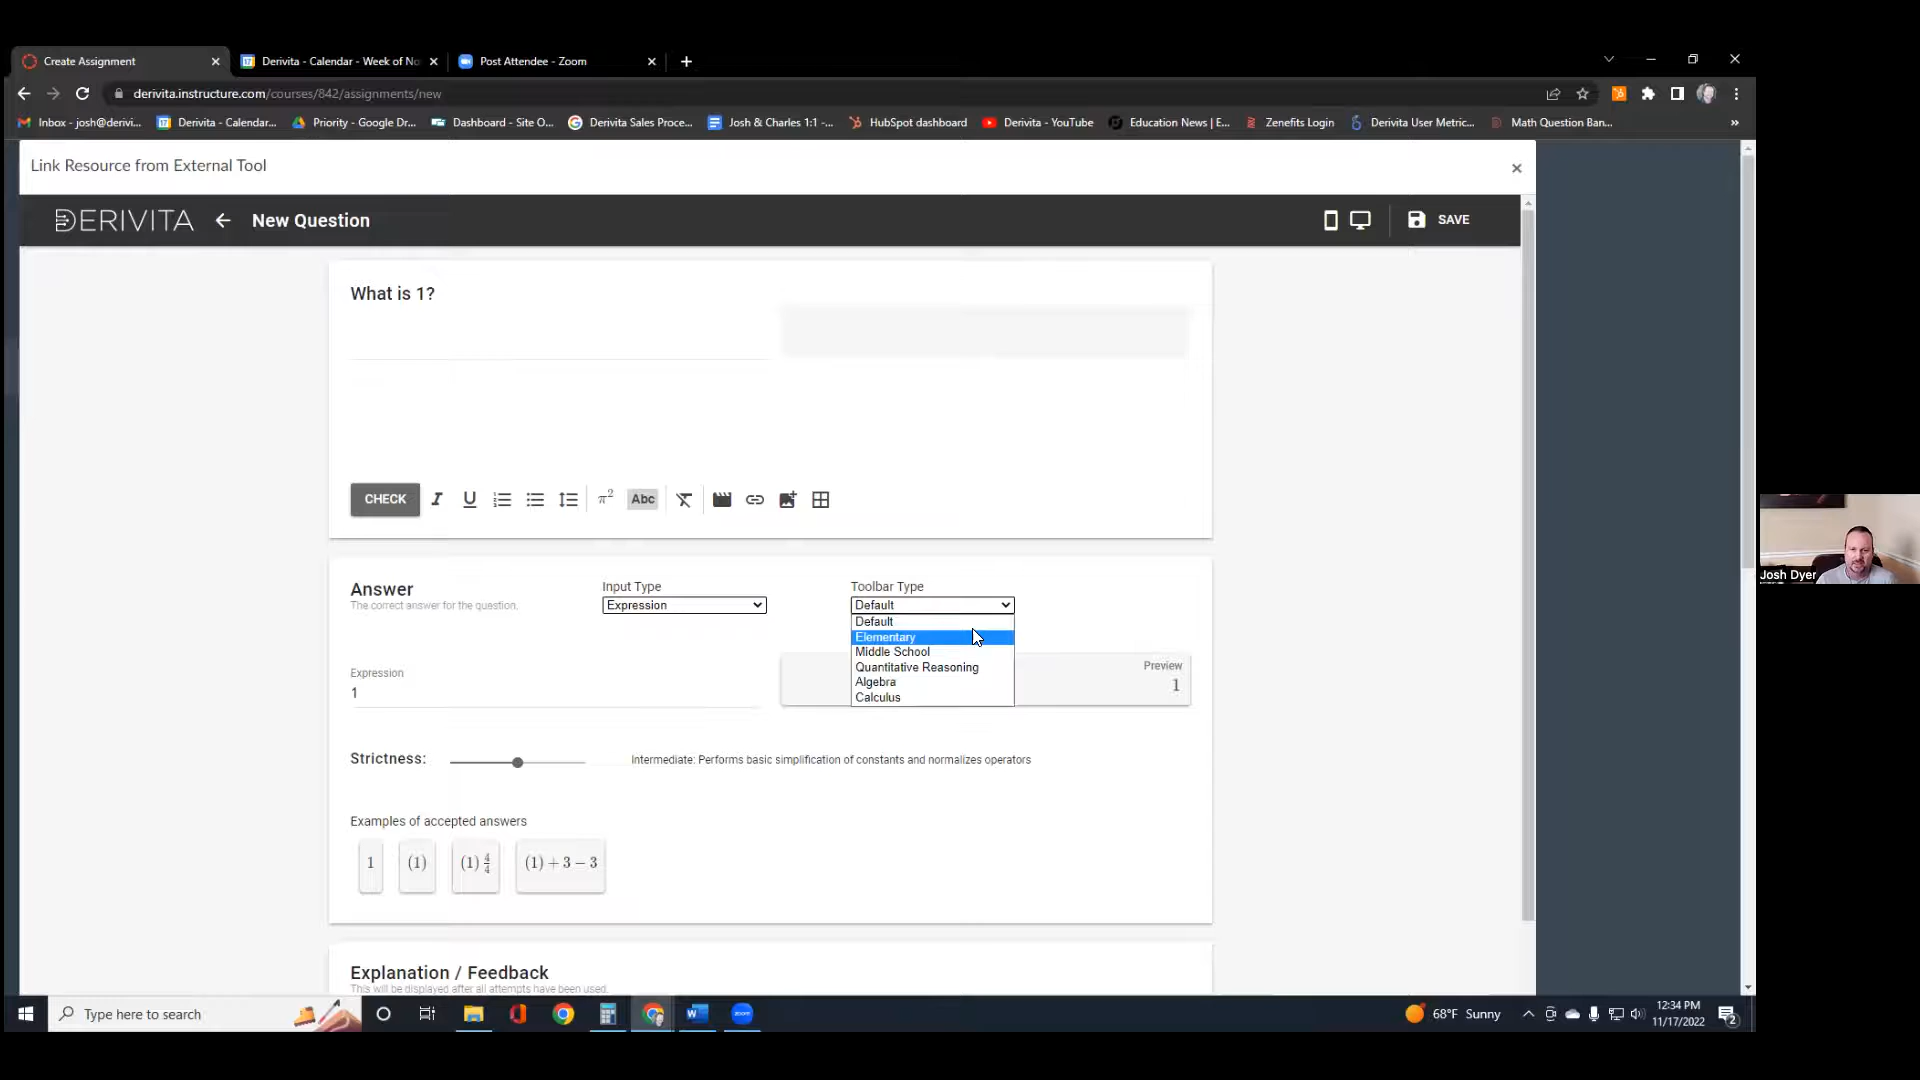 Create Assignment
Derivita - Calendar - Week of No
Post Attendee - Zoom
derivita.instructure.com/courses/842/assignments/new
Inbox - josh@derivi...
Derivita - Calendar...
Priority - Google Dr...
Dashboard - Site O...
Derivita Sales Proce...
Josh & Charles 1:1 -...
HubSpot dashboard
Derivita - YouTube
Education News | E...
Zenefits Login
Derivita User Metric...
Math Question Ban...
Link Resource from External Tool
DERIVITA
New Question
SAVE
What is 1?
CHECK
π²
Abc
Answer
The correct answer for the question.
Input Type
Expression
Toolbar Type
Default
Default
Elementary
Middle School
Quantitative Reasoning
Algebra
Calculus
Expression
1
Preview
1
Strictness:
Intermediate: Performs basic simplification of constants and normalizes operators
Examples of accepted answers
1
(1)
(1) 4/4
(1) + 3 − 3
Explanation / Feedback
This will be displayed after all attempts have been used.
Josh Dyer
Type here to search
68°F Sunny
12:34 PM
11/17/2022
2